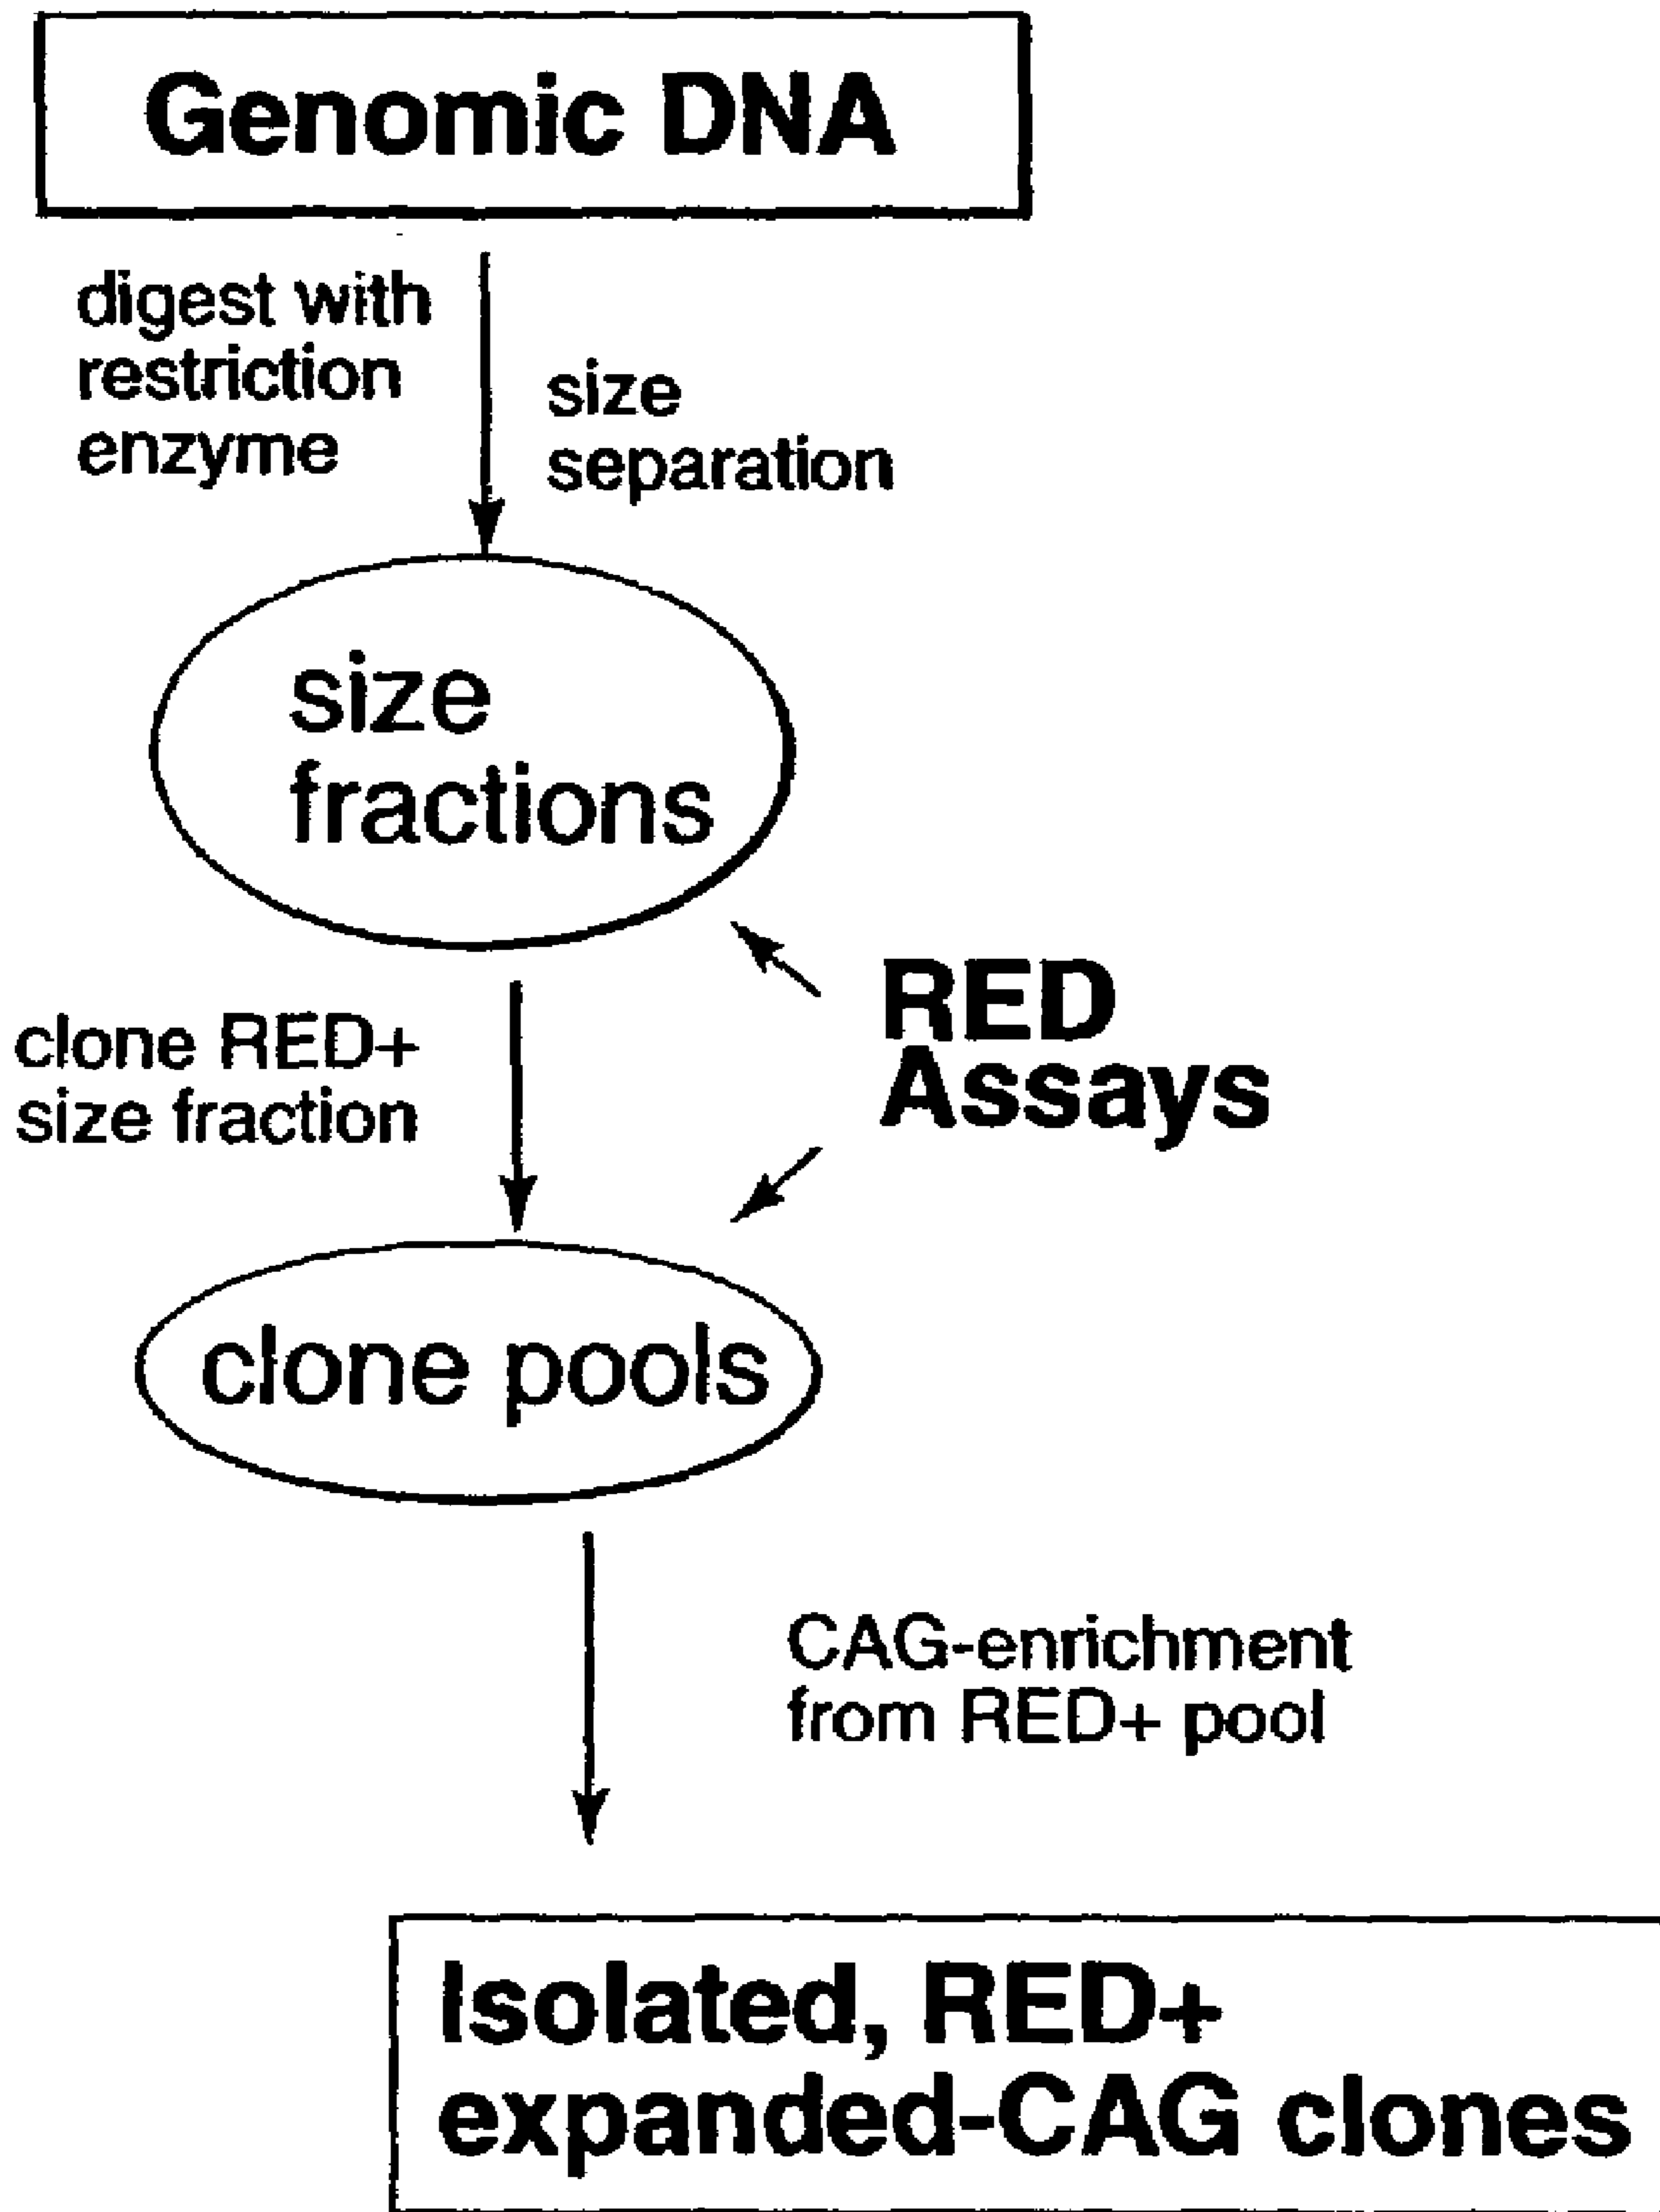 Genomic DNA
digest with
restriction
enzyme
size
separation
size
fractions
clone RED+
size fraction
RED
Assays
clone pools
CAG-enrichment
from RED+ pool
Isolated, RED+
expanded-CAG clones